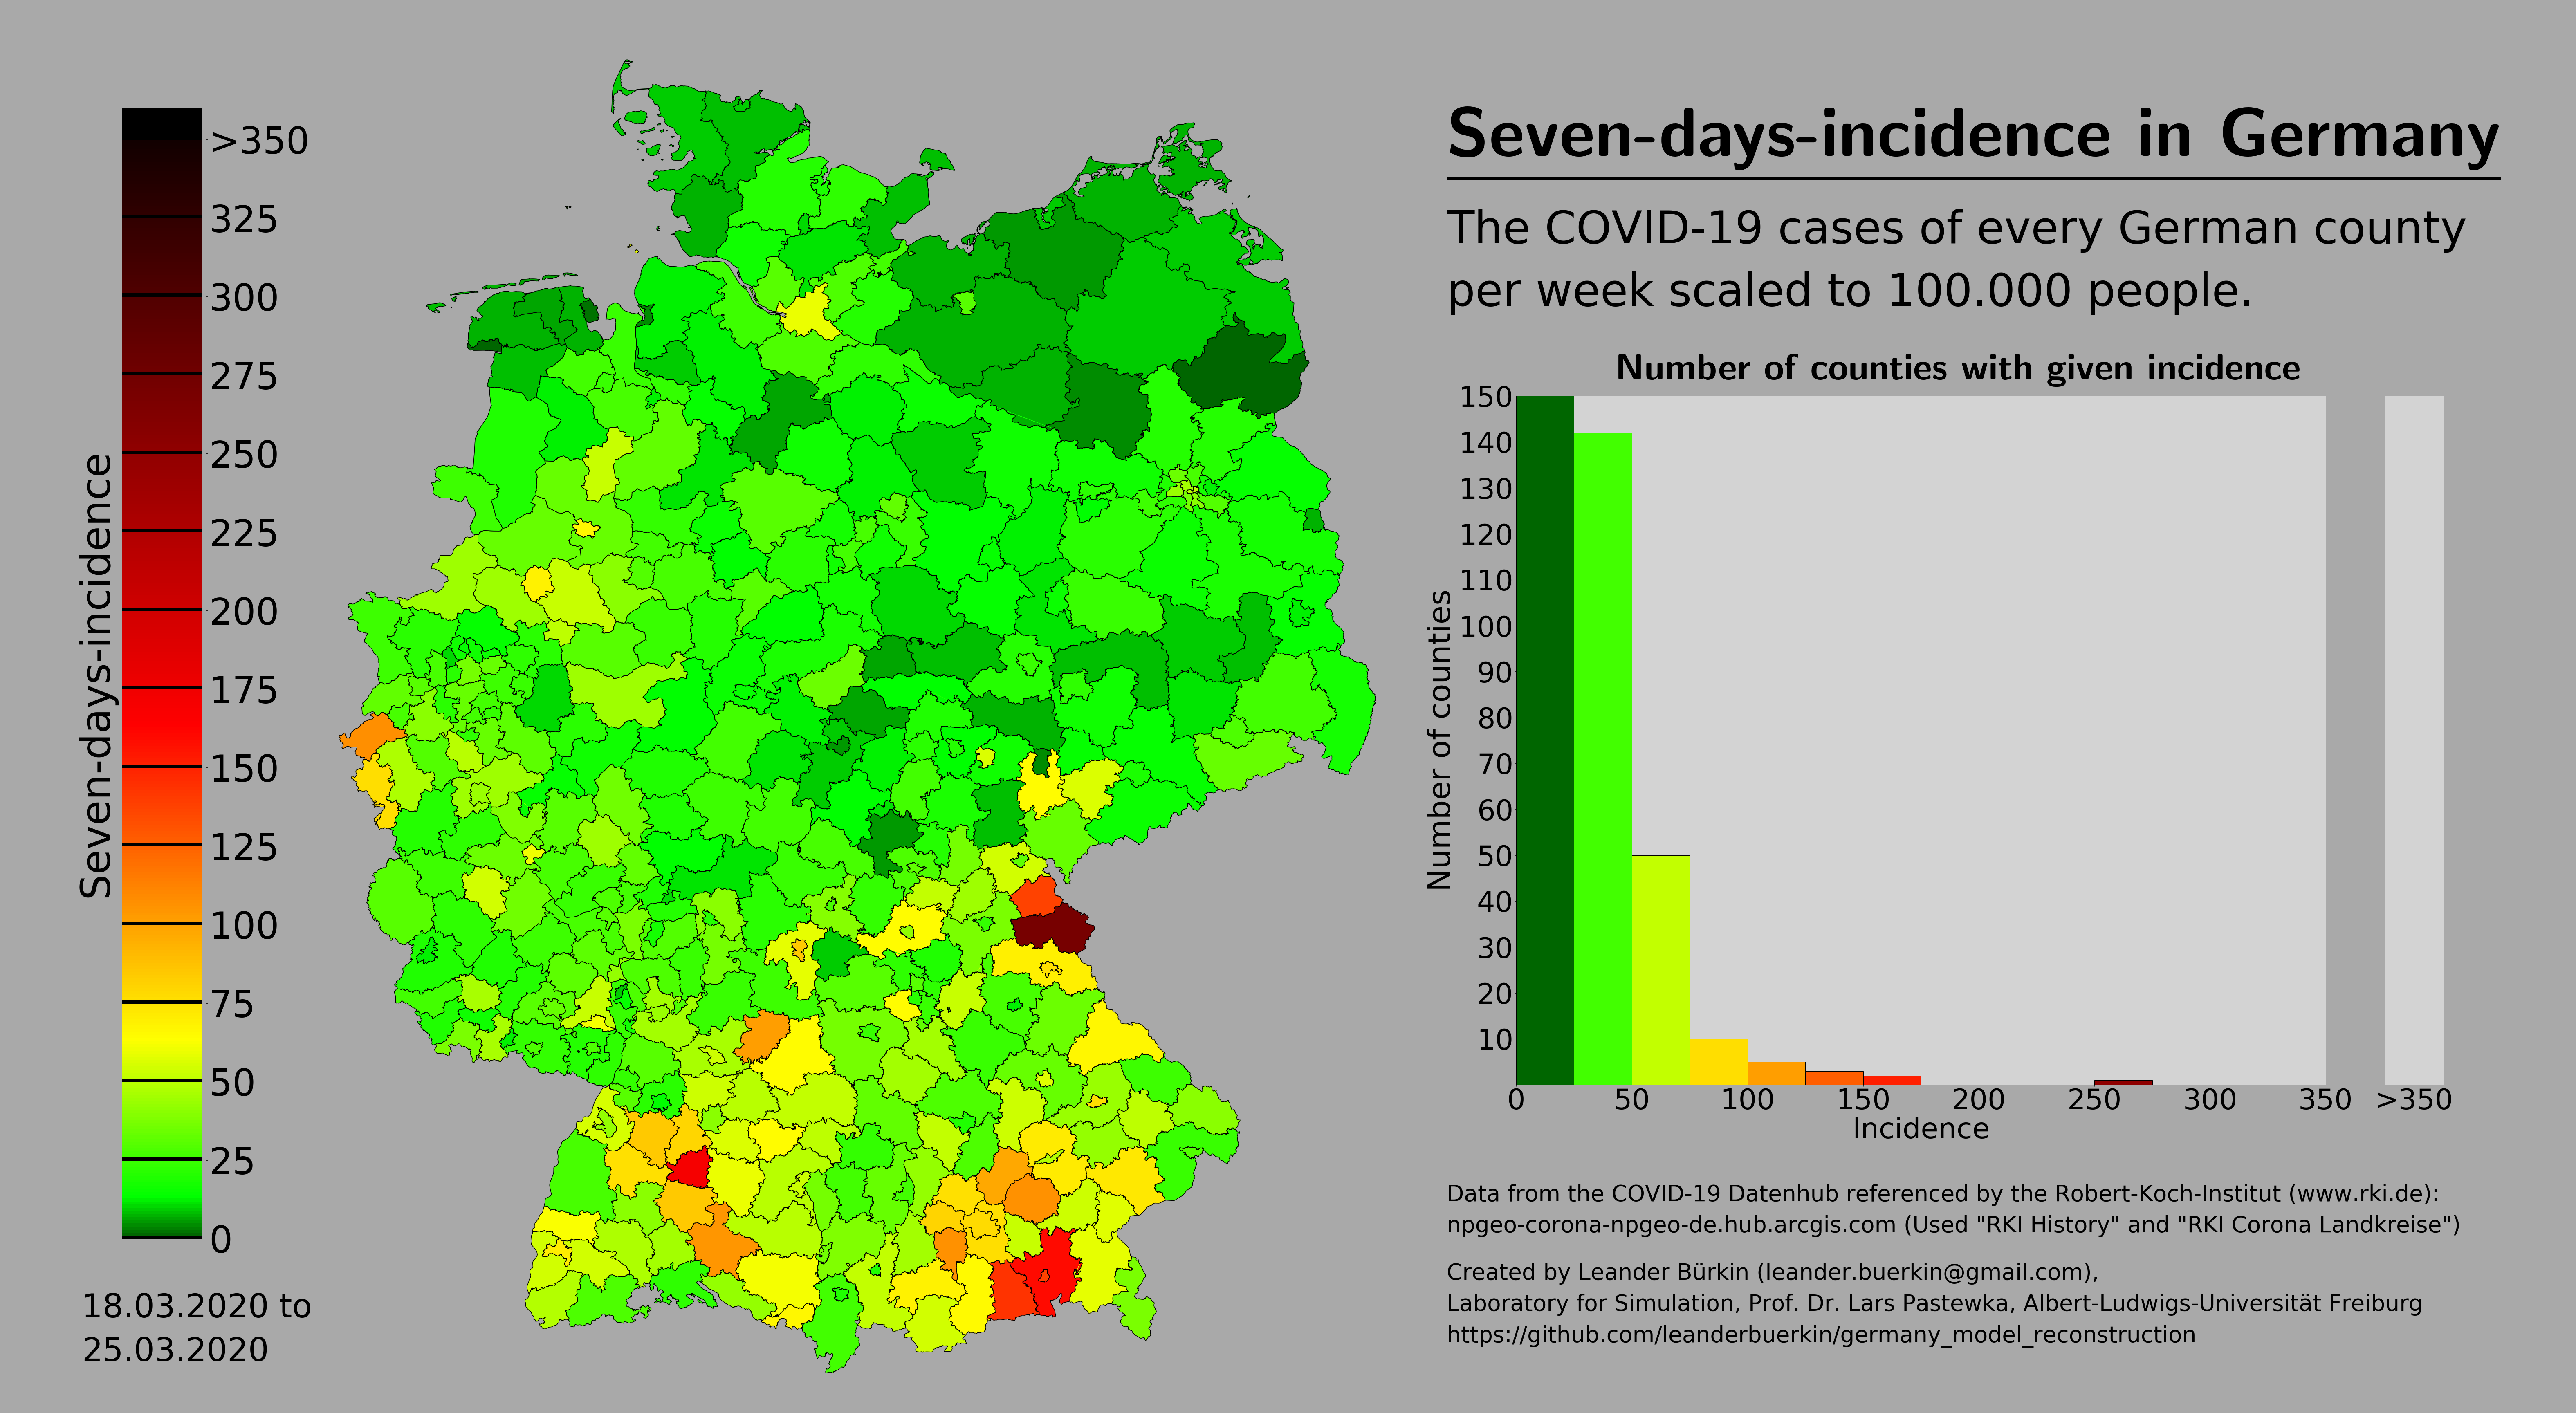 Seven-days-incidence in Germany
The COVID-19 cases of every German county
per week scaled to 100.000 people.
Seven-days-incidence
>350
325
300
275
250
225
200
175
150
125
100
75
50
25
0
18.03.2020 to
25.03.2020
Number of counties with given incidence
Number of counties
150
140
130
120
110
100
90
80
70
60
50
40
30
20
10
0 50 100 150 200 250 300 350 >350
Incidence
Data from the COVID-19 Datenhub referenced by the Robert-Koch-Institut (www.rki.de):
npgeo-corona-npgeo-de.hub.arcgis.com (Used "RKI History" and "RKI Corona Landkreise")
Created by Leander Bürkin (leander.buerkin@gmail.com),
Laboratory for Simulation, Prof. Dr. Lars Pastewka, Albert-Ludwigs-Universität Freiburg
https://github.com/leanderbuerkin/germany_model_reconstruction